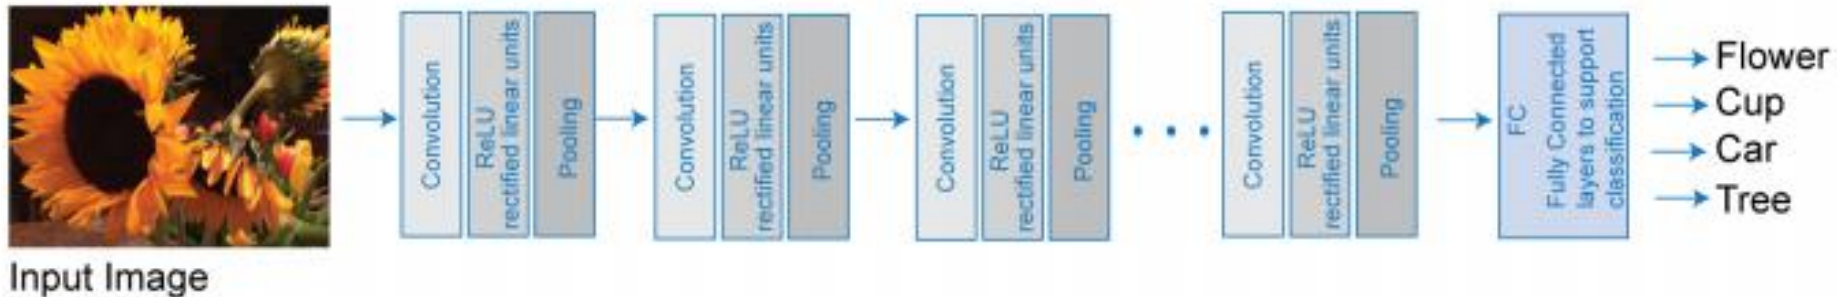 Convolution
ReLU
rectified linear units
Pooling
Convolution
ReLU
rectified linear units
Pooling
Convolution
ReLU
rectified linear units
Pooling
Convolution
ReLU
rectified linear units
Pooling
FC
Fully Connected
layers to support
classification
Flower
Cup
Car
Tree
Input Image